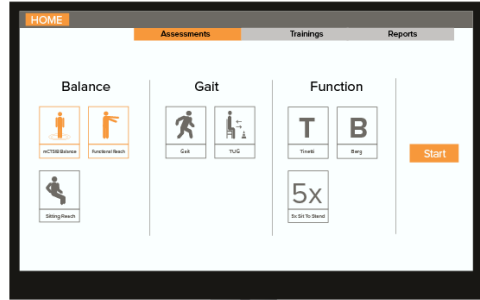 HOME
Assessments Trainings Reports
Balance Gait Function
mCTSIB Balance Functional Reach Gait TUG Tinetti Berg
T B
Start
Sitting Reach 5x Sit To Stand
5x